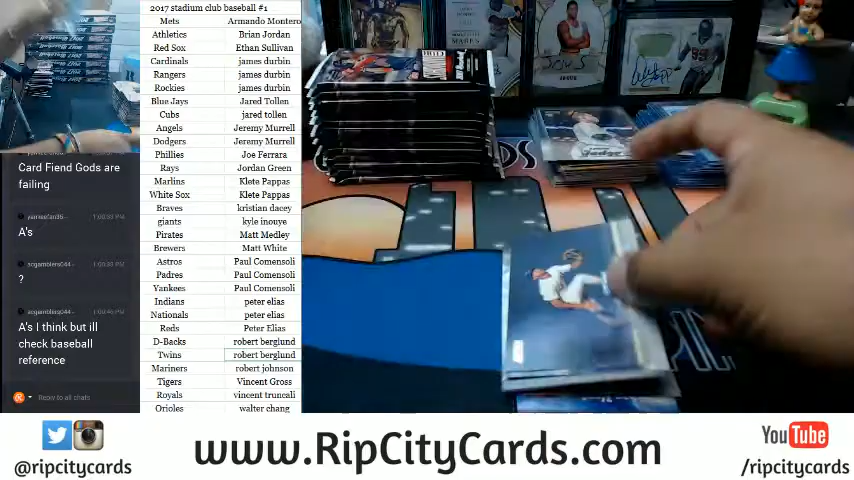 2017 stadium club baseball #1
Mets Armando Montero
Athletics Brian Jordan
Red Sox Ethan Sullivan
Cardinals james durbin
Rangers james durbin
Rockies james durbin
Blue Jays Jared Tollen
Cubs jared tollen
Angels Jeremy Murrell
Dodgers Jeremy Murrell
Phillies Joe Ferrara
Rays Jordan Green
Marlins Klete Pappas
White Sox Klete Pappas
Braves kristian dacey
giants kyle inouye
Pirates Matt Medley
Brewers Matt White
Astros Paul Comensoli
Padres Paul Comensoli
Yankees Paul Comensoli
Indians peter elias
Nationals peter elias
Reds Peter Elias
D-Backs robert berglund
Twins robert berglund
Mariners robert johnson
Tigers Vincent Gross
Royals vincent truncali
Orioles walter chang
Card Fiend Gods are
failing
A's
?
A's I think but ill
check baseball
reference
Reply to all chats
@ripcitycards
www.RipCityCards.com
YouTube
/ripcitycards